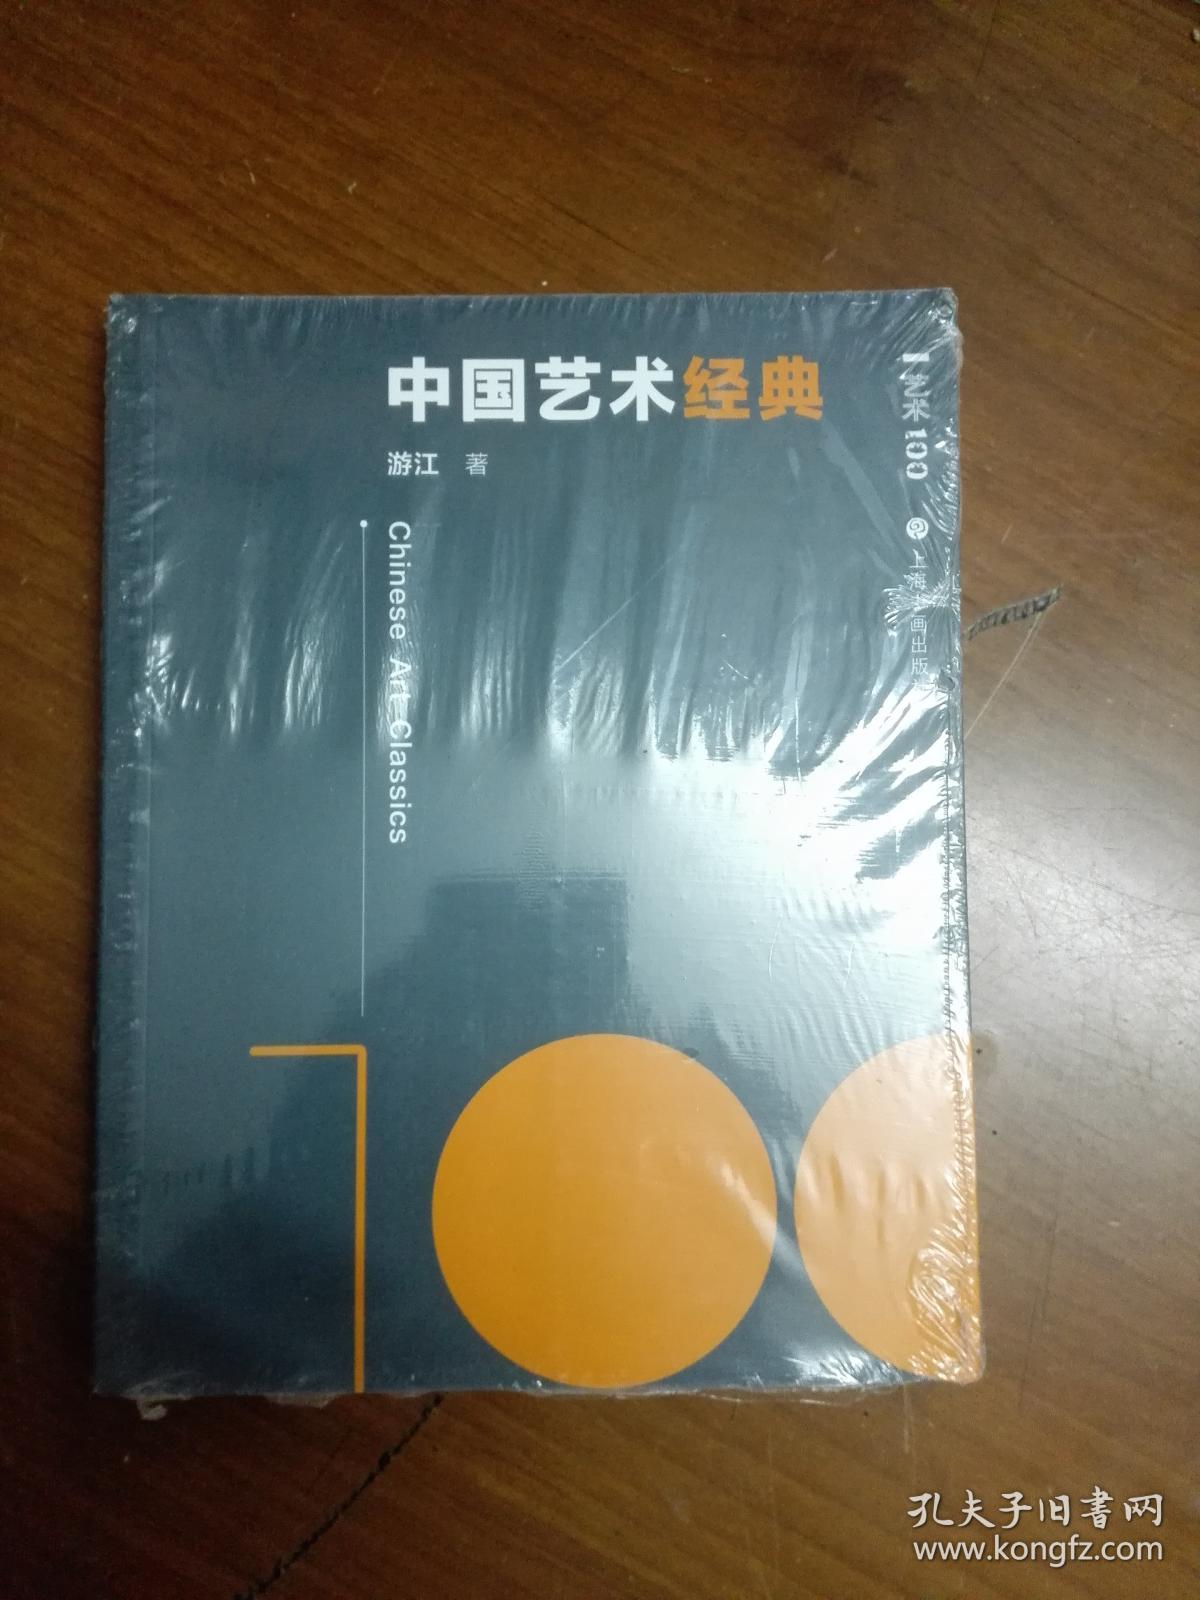 中国艺术经典
游江 著
Chinese Art Classics
艺术100
上海 画出版
100
孔夫子旧书网
www.kongfz.com